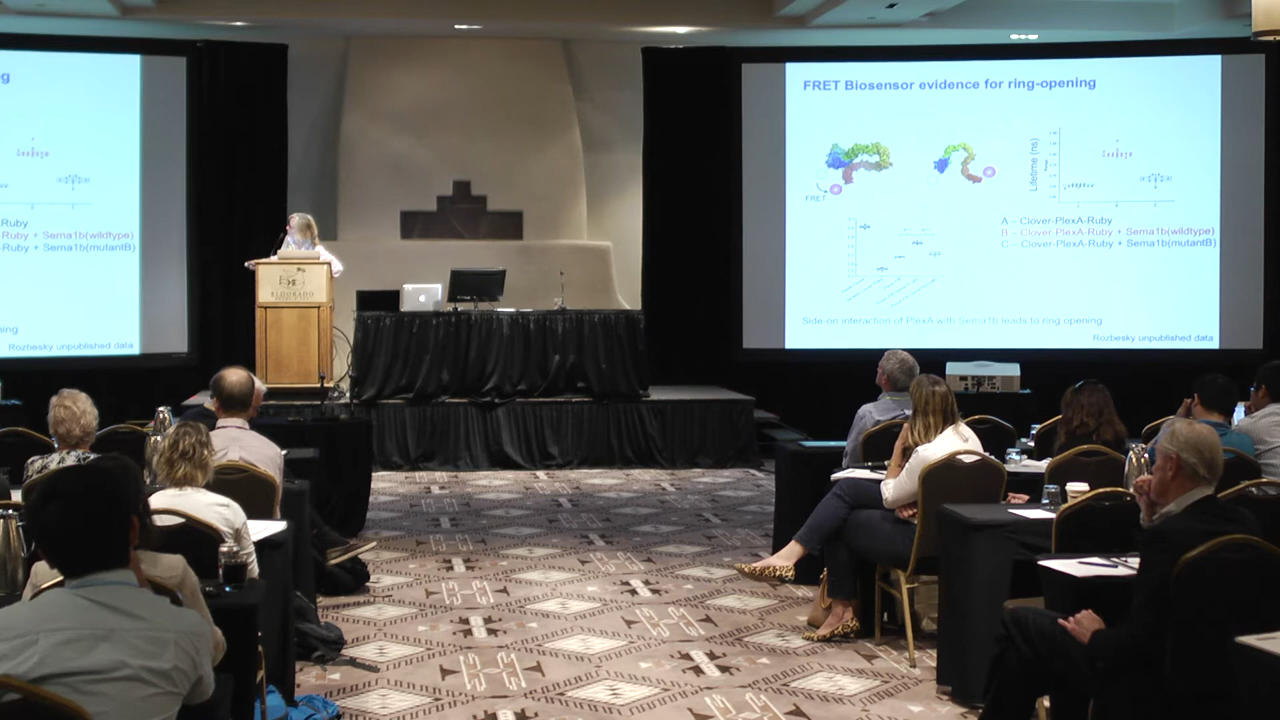 g
Ruby
Ruby + Sema1b(wildtype)
Ruby + Sema1b(mutantB)
ning
Rozbesky unpublished data
ELDORADO
FRET Biosensor evidence for ring-opening
FRET
Lifetime (ns)
A – Clover-PlexA-Ruby
B – Clover-PlexA-Ruby + Sema1b(wildtype)
C – Clover-PlexA-Ruby + Sema1b(mutantB)
Side-on interaction of PlexA with Sema1b leads to ring opening
Rozbesky unpublished data